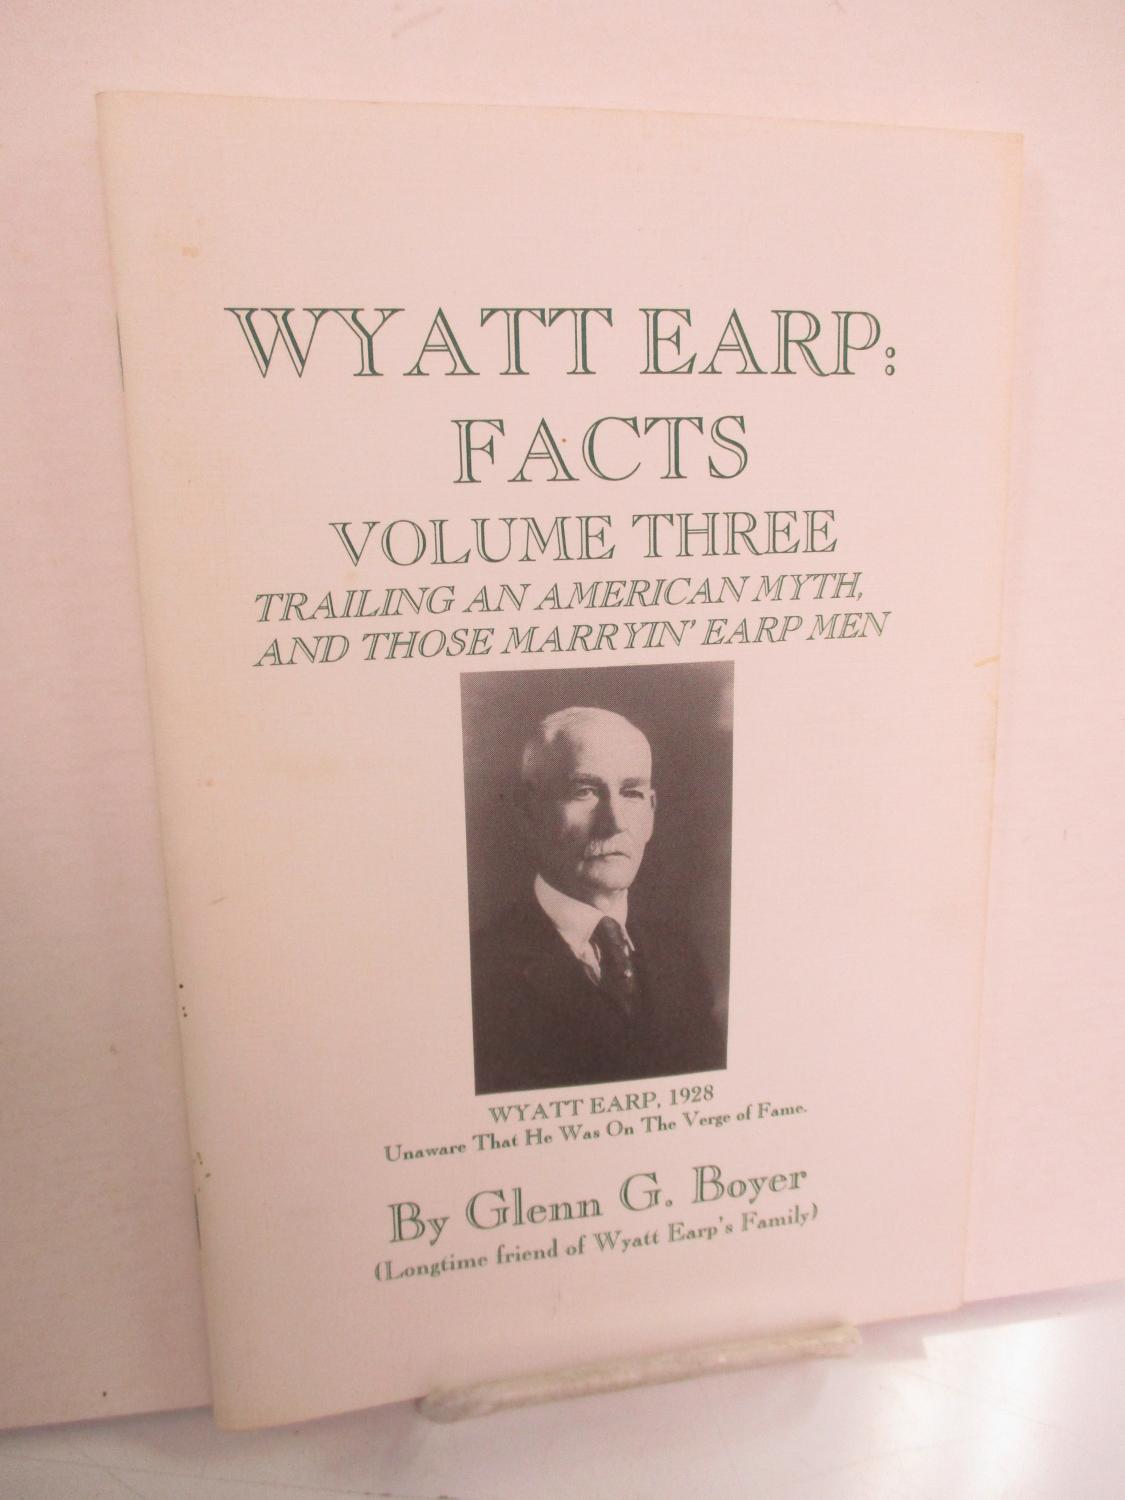 WYATT EARP:
FACTS
VOLUME THREE
TRAILING AN AMERICAN MYTH,
AND THOSE MARRYIN' EARP MEN
WYATT EARP, 1928
Unaware That He Was On The Verge of Fame.
By Glenn G. Boyer
(Longtime friend of Wyatt Earp's Family)